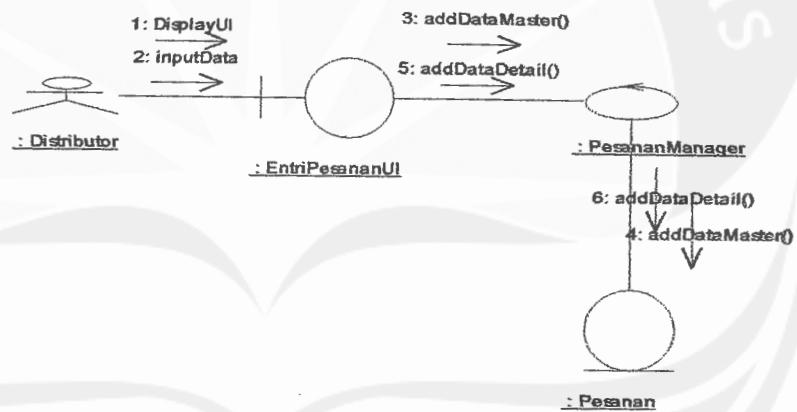 1: DisplayUI
2: inputData
3: addDataMaster()
5: addDataDetail()
: Distributor
: EntriPesananUI
: PesananManager
6: addDataDetail()
4: addDataMaster()
: Pesanan